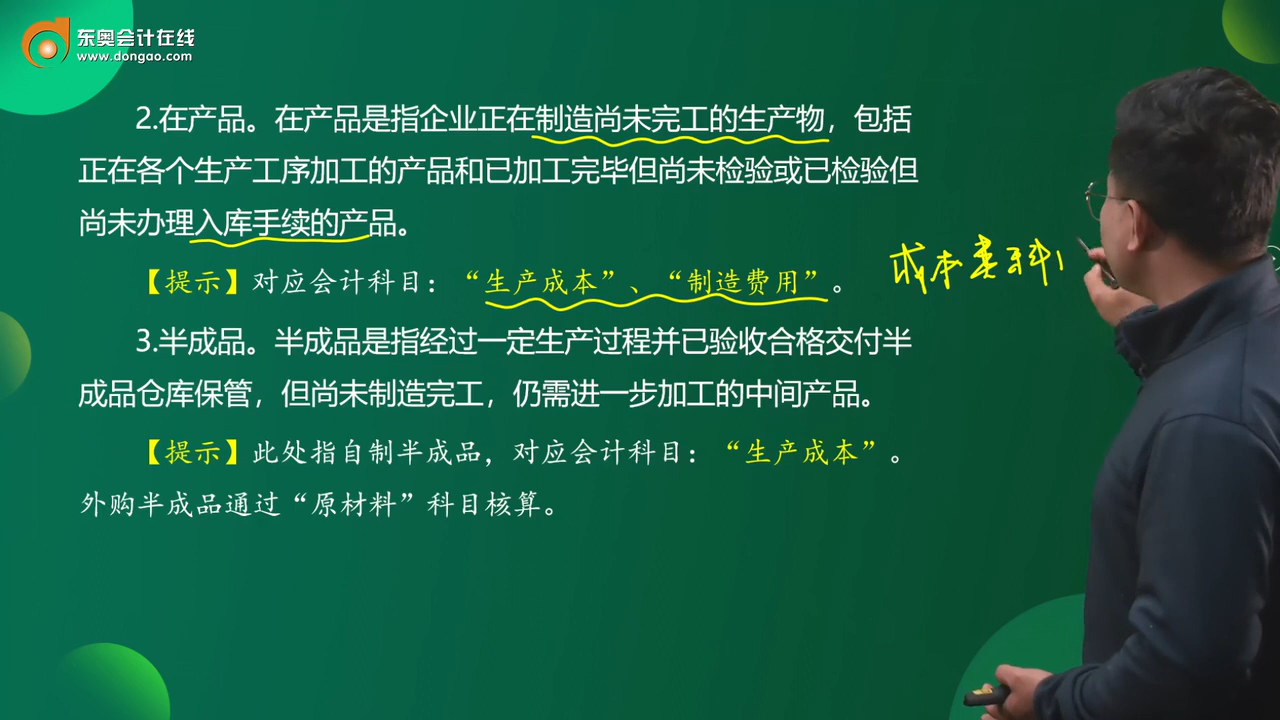 东奥会计在线
www.dongao.com
2.在产品。在产品是指企业正在制造尚未完工的生产物，包括
正在各个生产工序加工的产品和已加工完毕但尚未检验或已检验但
尚未办理入库手续的产品。
【提示】对应会计科目：“生产成本”、“制造费用”。
成本类科
3.半成品。半成品是指经过一定生产过程并已验收合格交付半
成品仓库保管，但尚未制造完工，仍需进一步加工的中间产品。
【提示】此处指自制半成品，对应会计科目：“生产成本”。
外购半成品通过“原材料”科目核算。